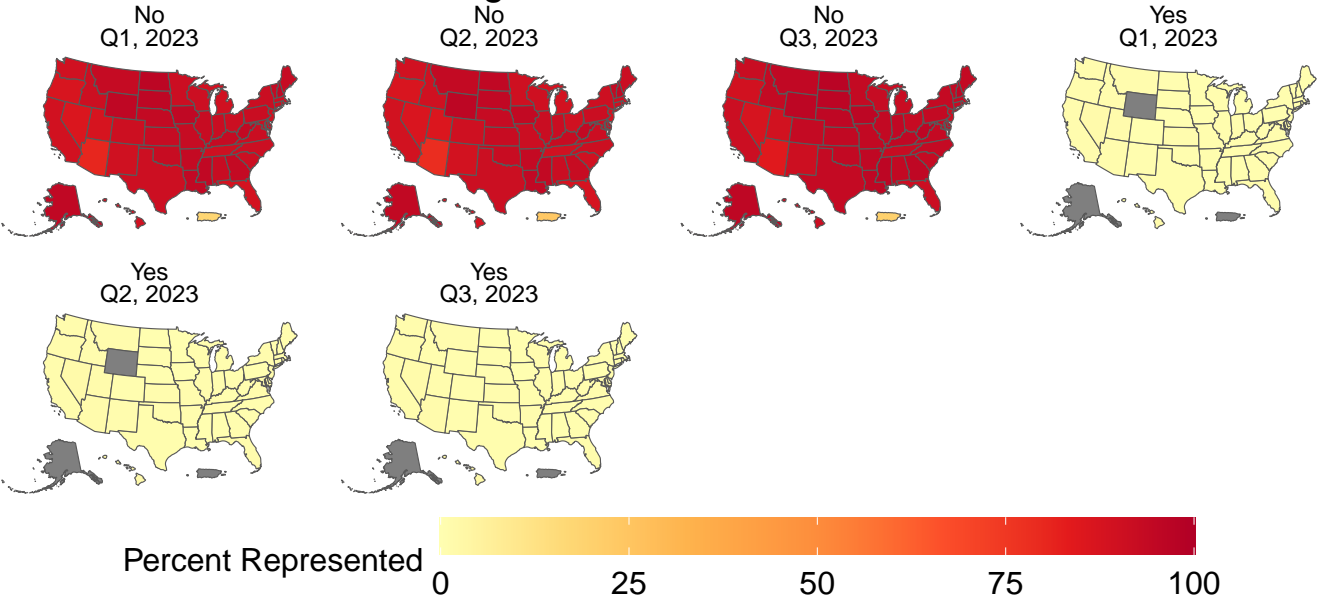 No
Q1, 2023
No
Q2, 2023
No
Q3, 2023
Yes
Q1, 2023
Yes
Q2, 2023
Yes
Q3, 2023
Percent Represented
0 25 50 75 100